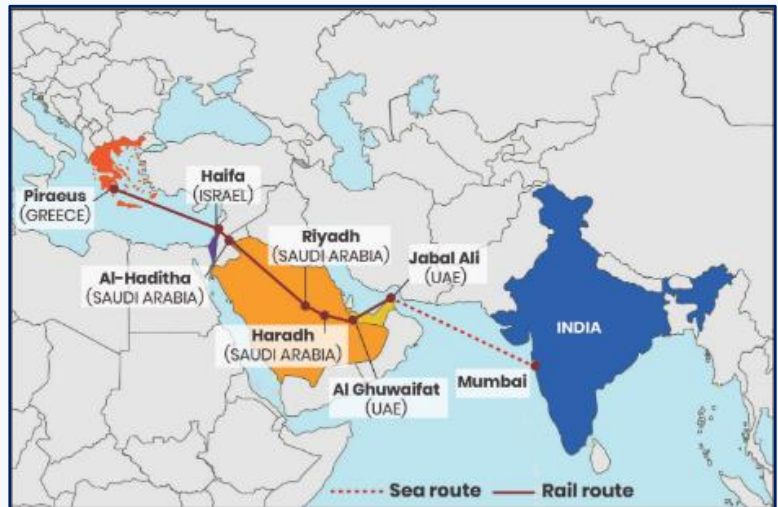 Haifa
(ISRAEL)
Piraeus
(GREECE)
Riyadh
(SAUDI ARABIA)
Jabal Ali
(UAE)
Al-Haditha
(SAUDI ARABIA)
Haradh
(SAUDI ARABIA)
INDIA
Al Ghuwaifat
(UAE)
Mumbai
Sea route
Rail route